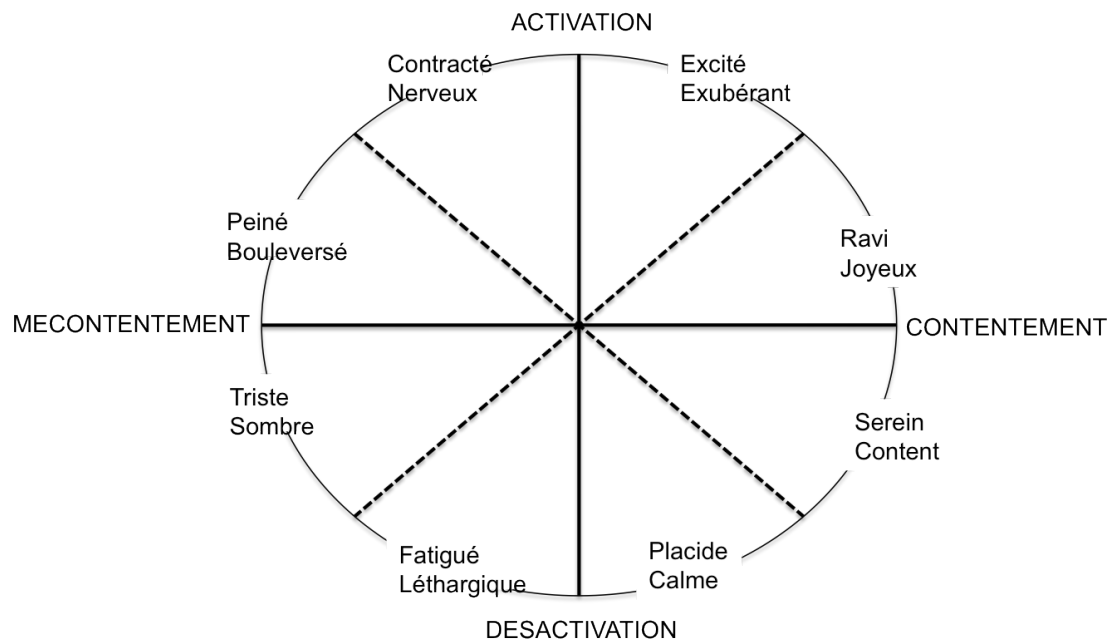 ACTIVATION
Contracté
Nerveux
Excité
Exubérant
Peiné
Bouleversé
Ravi
Joyeux
MECONTENTEMENT
CONTENTEMENT
Triste
Sombre
Serein
Content
Fatigué
Léthargique
Placide
Calme
DESACTIVATION